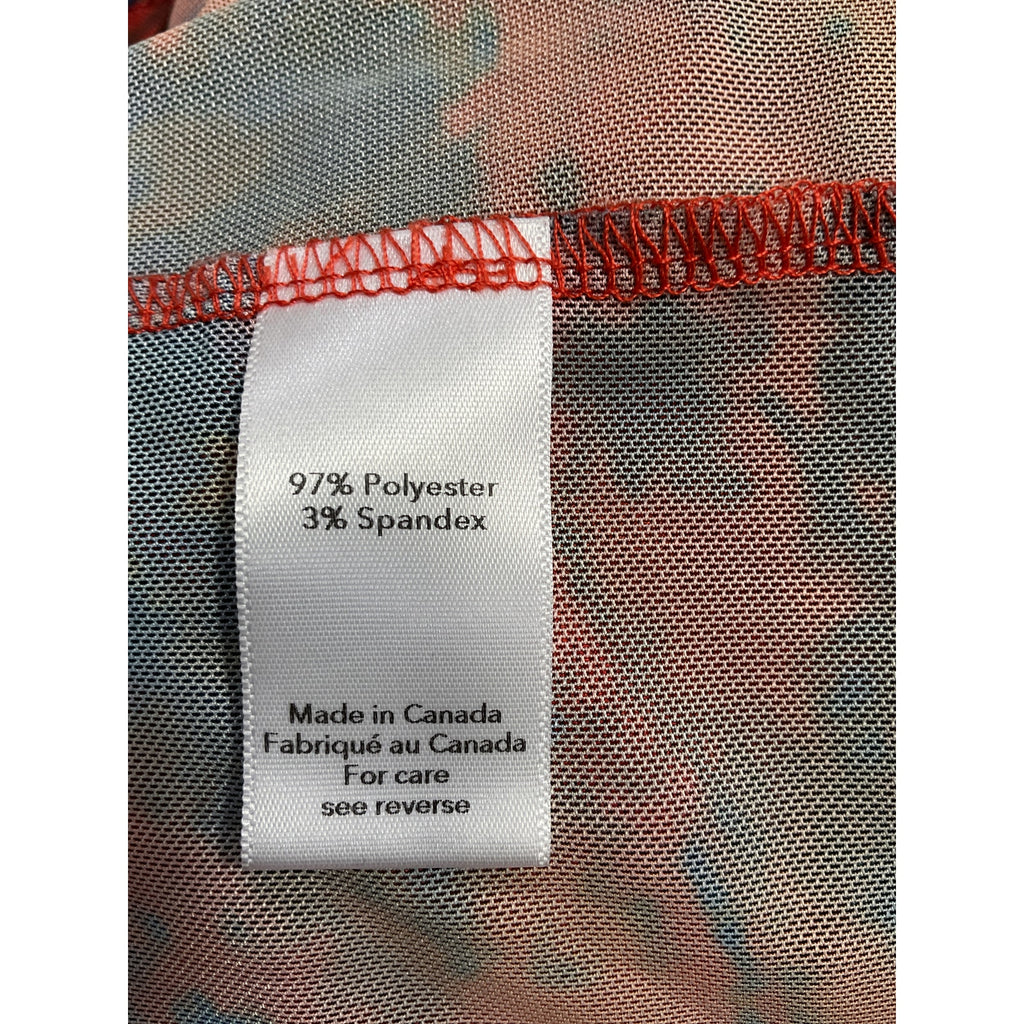 97% Polyester
3% Spandex
Made in Canada
Fabriqué au Canada
For care
see reverse